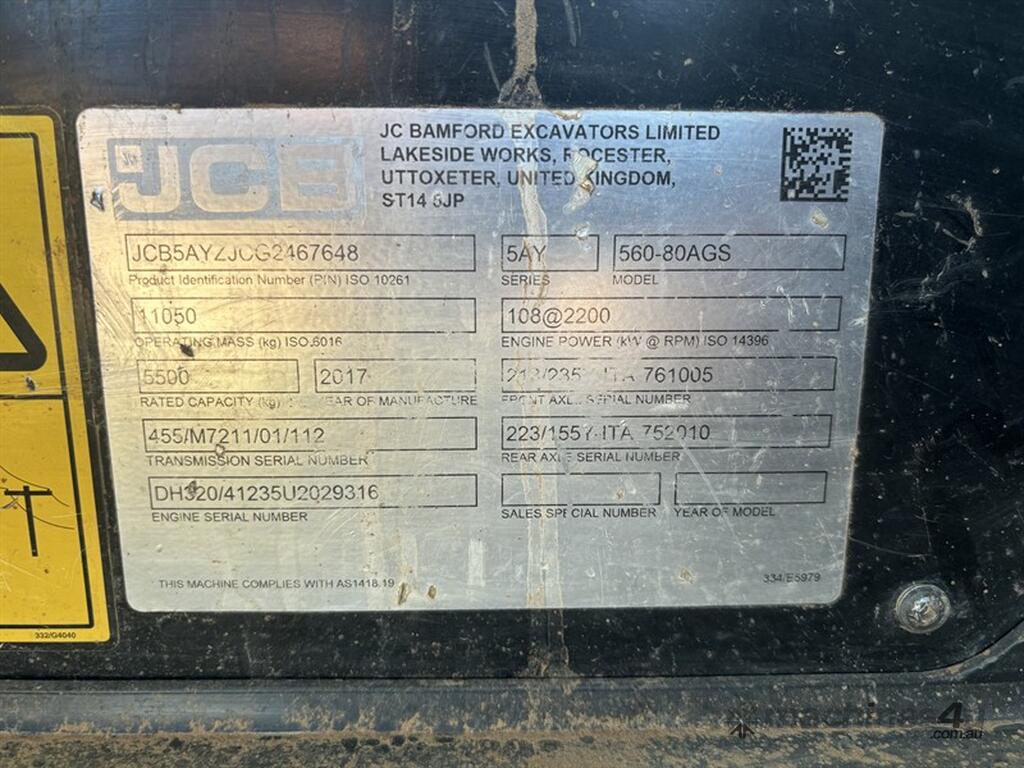 JCB
JC BAMFORD EXCAVATORS LIMITED
LAKESIDE WORKS, ROCESTER,
UTTOXETER, UNITED KINGDOM,
ST14 5JP
JCB5AYZJCG2467648
5AY
560-80AGS
Product Identification Number (PIN) ISO 10261
SERIES
MODEL
11050
108@2200
OPERATING MASS (kg) ISO 6016
ENGINE POWER (kW @ RPM) ISO 14396
5500
2017
ITA 761005
RATED CAPACITY (kg)
YEAR OF MANUFACTURE
FRONT AXLE SERIAL NUMBER
455/M7211/01/112
223/155Y-ITA 752010
TRANSMISSION SERIAL NUMBER
REAR AXLE SERIAL NUMBER
DH320/41235U2029316
ENGINE SERIAL NUMBER
SALES SPECIAL NUMBER
YEAR OF MODEL
THIS MACHINE COMPLIES WITH AS1418.19
334/E5979
332/G4040
machines4u
.com.au